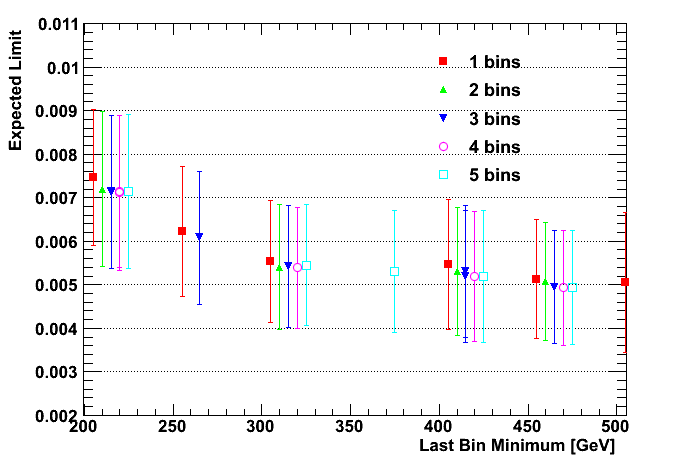 Expected Limit
0.011
0.01
0.009
0.008
0.007
0.006
0.005
0.004
0.003
0.002
1 bins
2 bins
3 bins
4 bins
5 bins
200 250 300 350 400 450 500
Last Bin Minimum [GeV]